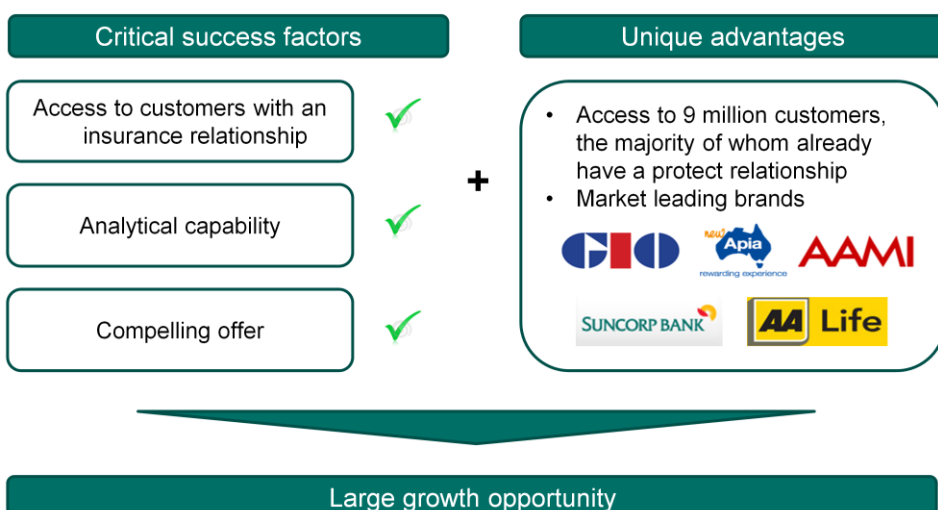 Critical success factors
Access to customers with an
insurance relationship
Analytical capability
Compelling offer
+
Unique advantages
• Access to 9 million customers,
the majority of whom already
have a protect relationship
• Market leading brands
GIO
new Apia
rewarding experience
AAMI
SUNCORP BANK
AA Life
Large growth opportunity